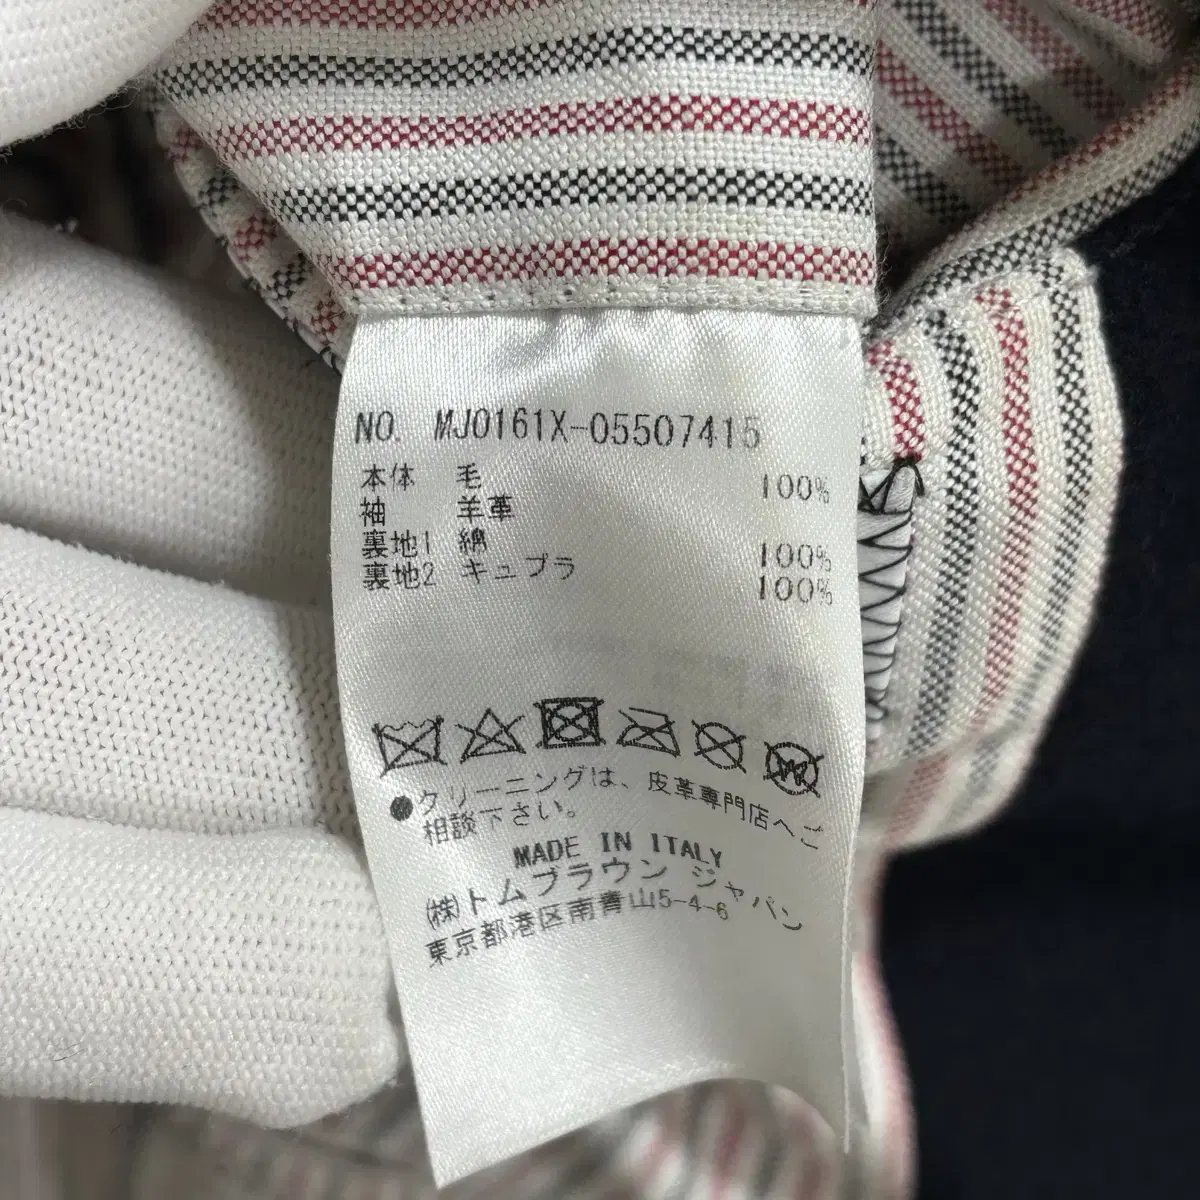 NO. MJ0161X-05507415
本体 毛 100%
袖 羊革
裏地1 綿 100%
裏地2 キュプラ 100%
●クリーニングは、皮革専門店へご
相談下さい。
MADE IN ITALY
㈱トムブラウン ジャパン
東京都港区南青山5-4-6